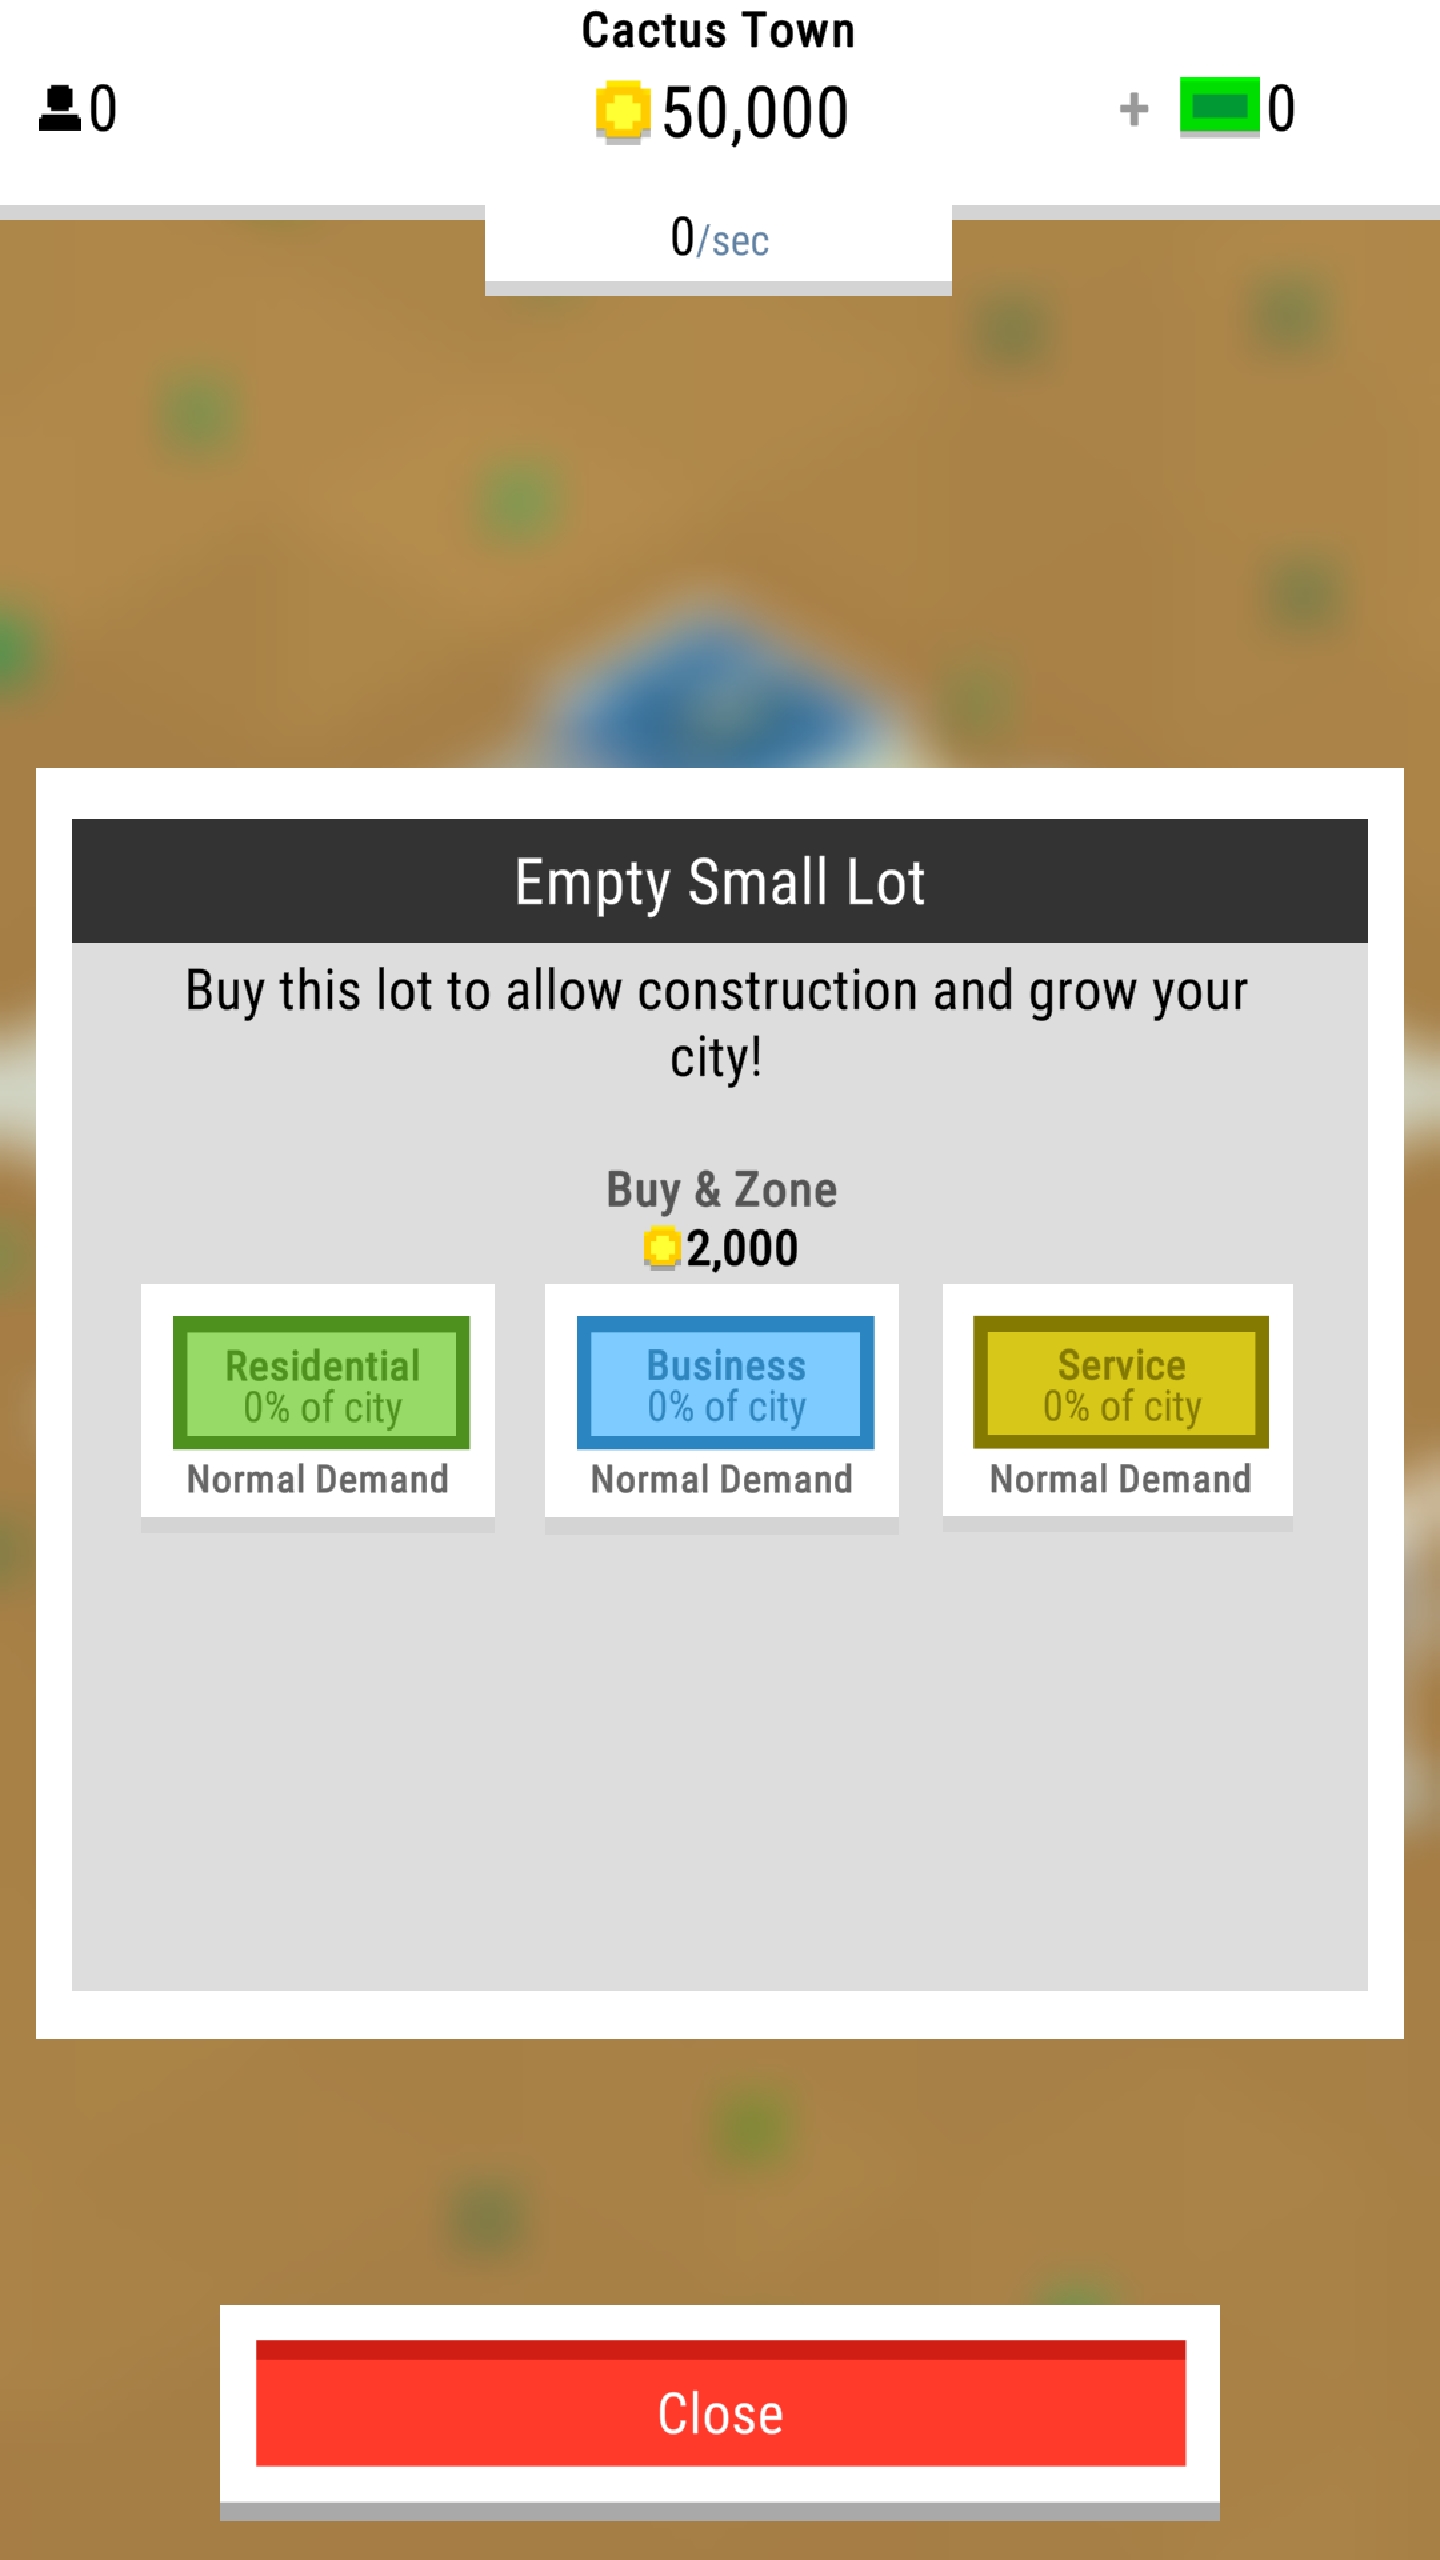 Cactus Town
0
50,000
+ 0
0/sec
Empty Small Lot
Buy this lot to allow construction and grow your
city!
Buy & Zone
2,000
Residential
0% of city
Normal Demand
Business
0% of city
Normal Demand
Service
0% of city
Normal Demand
Close